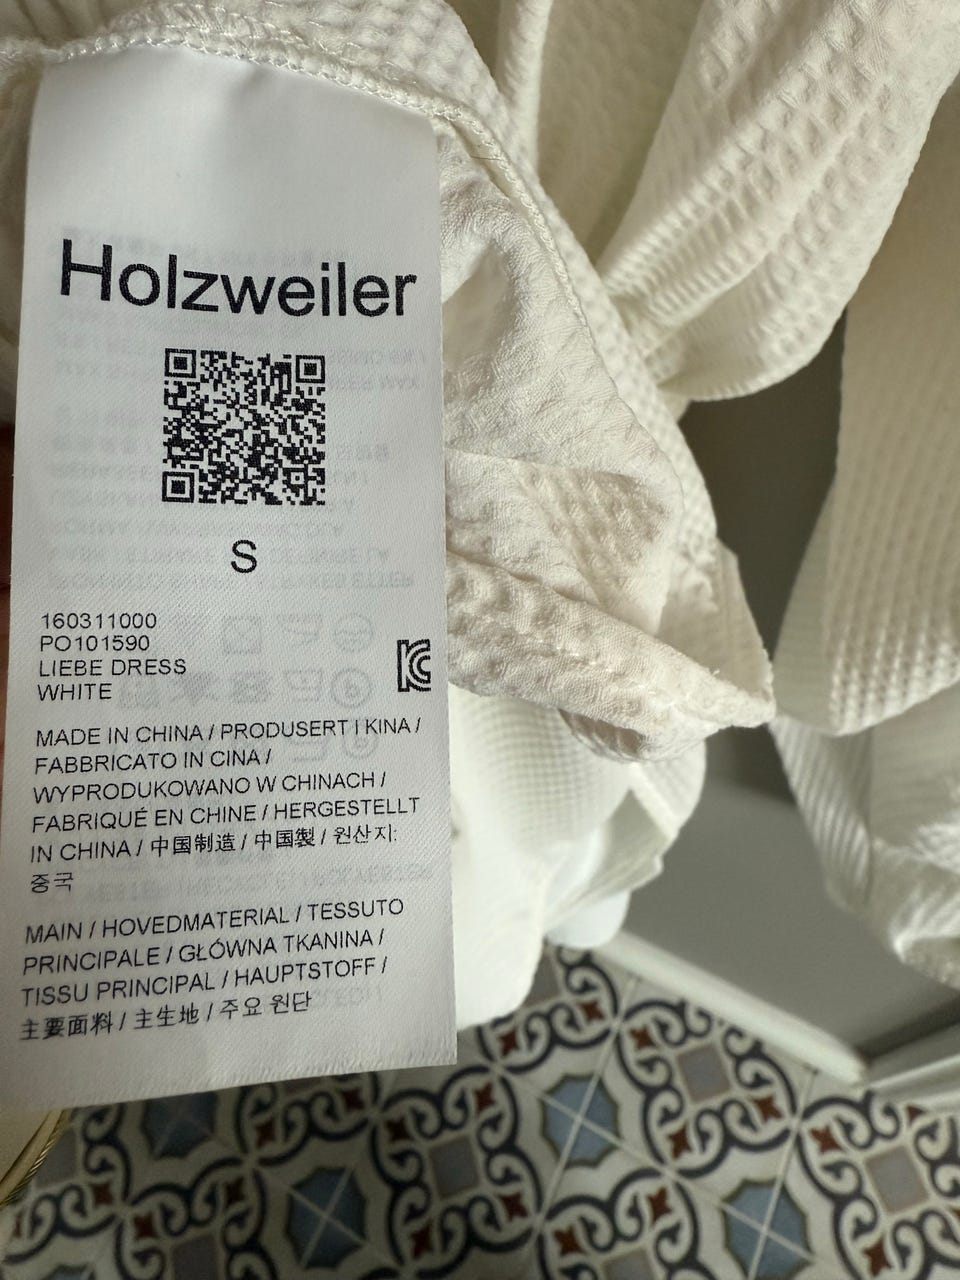 Holzweiler
S
160311000
PO101590
LIEBE DRESS
WHITE
MADE IN CHINA / PRODUSERT I KINA /
FABBRICATO IN CINA /
WYPRODUKOWANO W CHINACH /
FABRIQUÉ EN CHINE / HERGESTELLT
IN CHINA / 中国制造 / 中国製 / 원산지:
중국
MAIN / HOVEDMATERIAL / TESSUTO
PRINCIPALE / GŁÓWNA TKANINA /
TISSU PRINCIPAL / HAUPTSTOFF /
主要面料 / 主生地 / 주요 원단